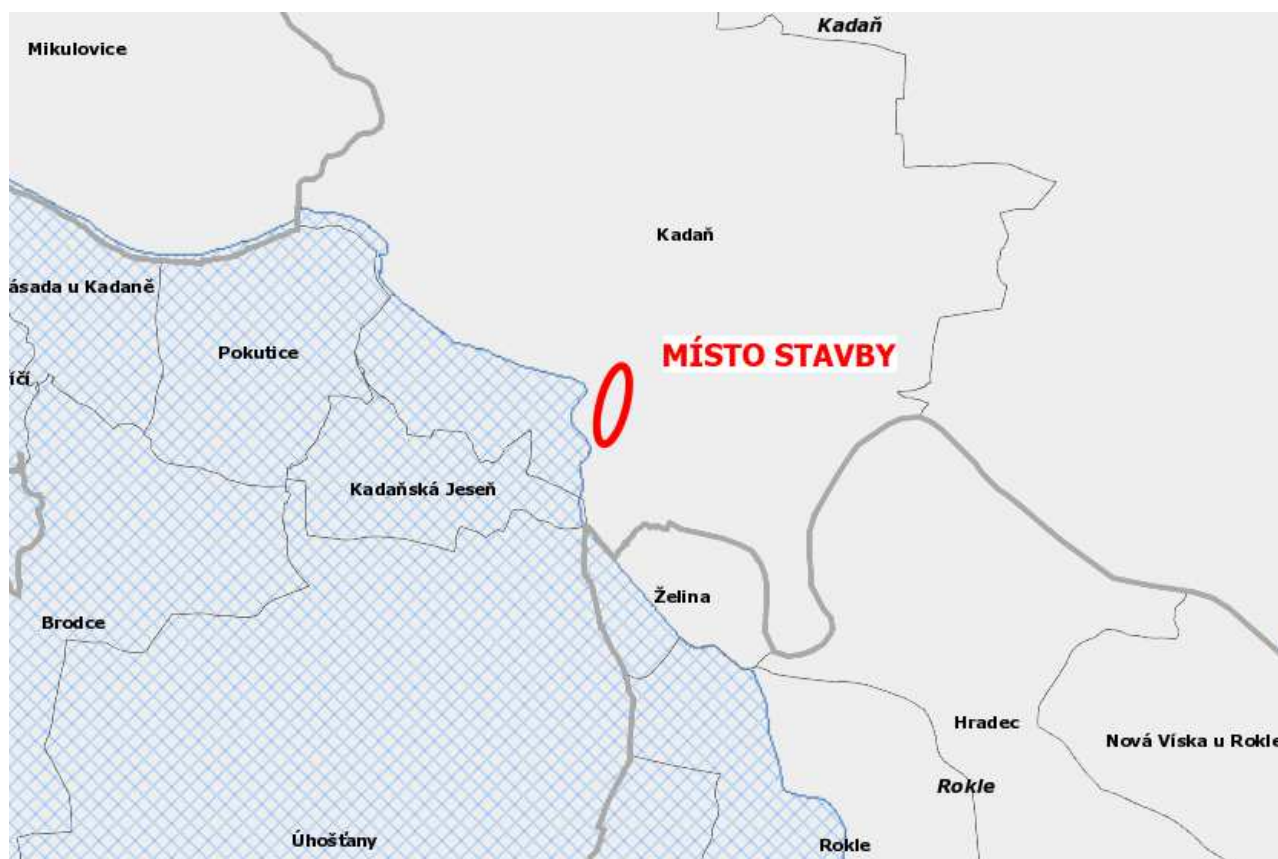 Kadaň
Mikulovice
Kadaň
ásada u Kadaně
Pokutice
MÍSTO STAVBY
íčí
Kadaňská Jeseň
Želina
Brodce
Hradec
Nová Víska u Rokle
Rokle
Úhošťany
Rokle